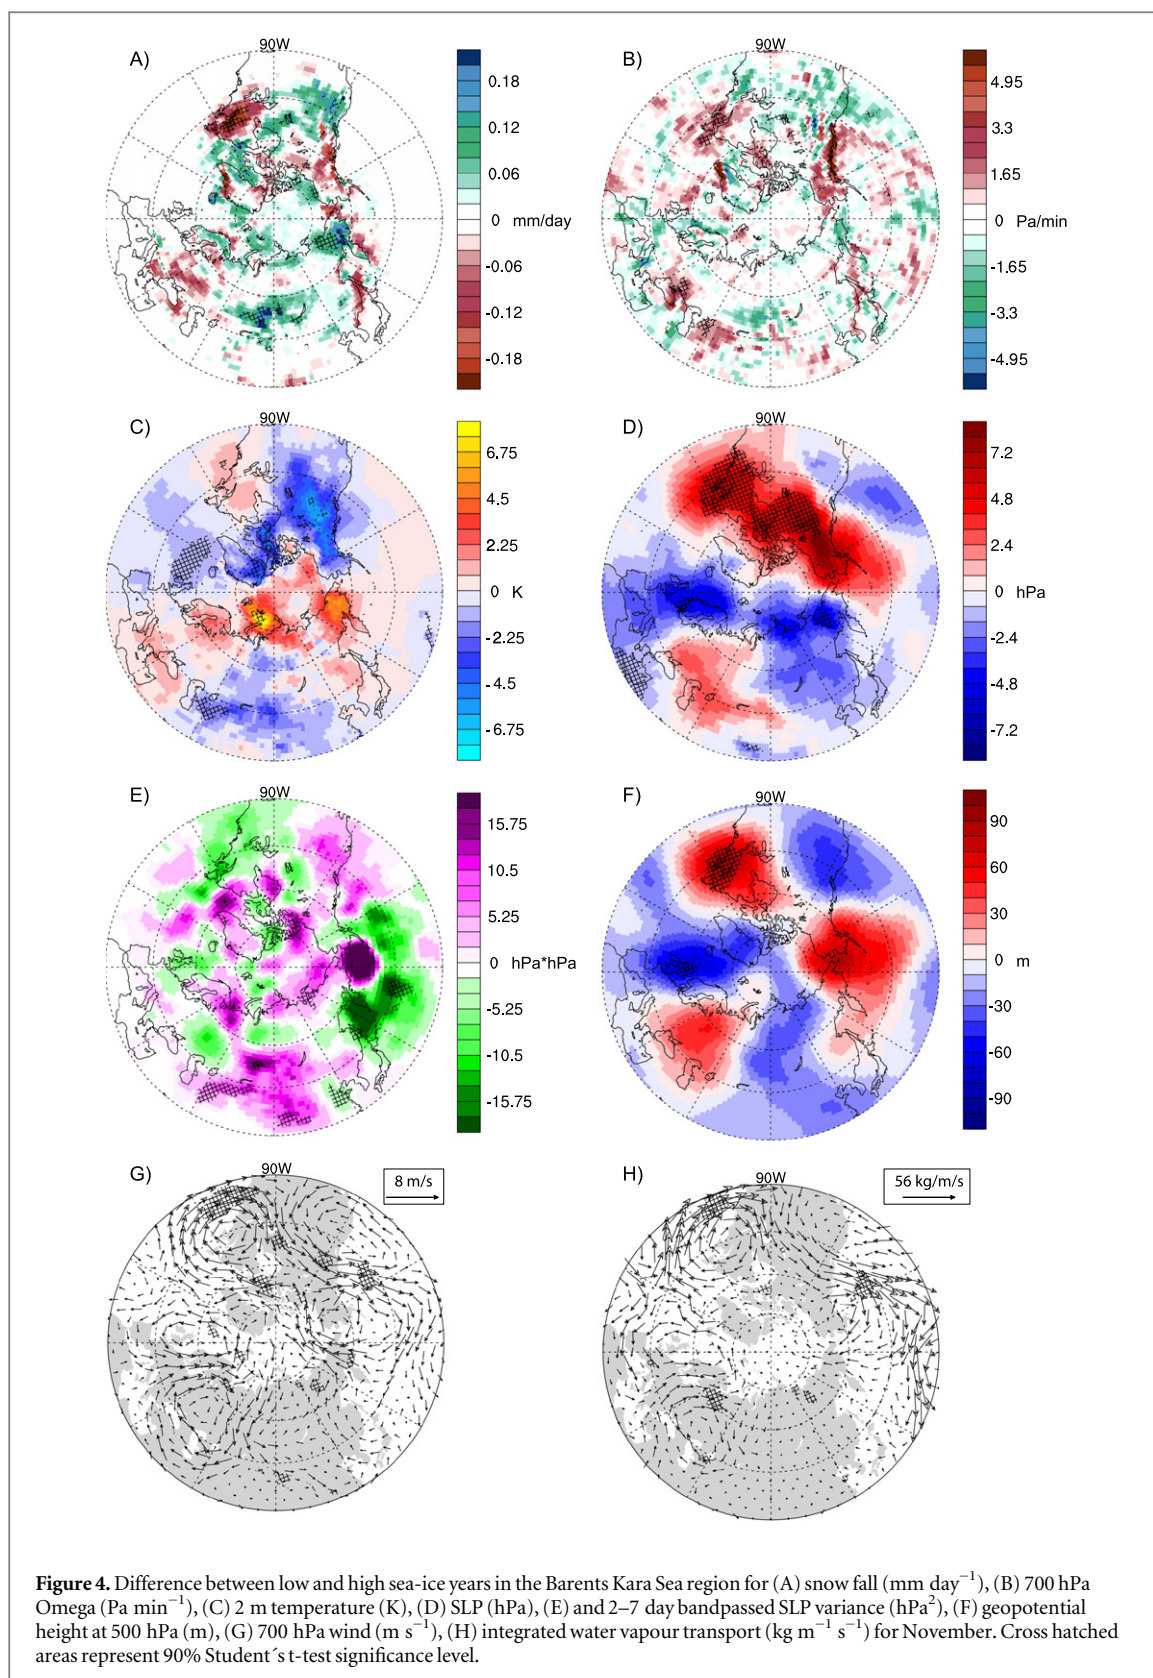 A)
90W
0.18
0.12
0.06
0 mm/day
-0.06
-0.12
-0.18
B)
90W
4.95
3.3
1.65
0 Pa/min
-1.65
-3.3
-4.95
C)
90W
6.75
4.5
2.25
0 K
-2.25
-4.5
-6.75
D)
90W
7.2
4.8
2.4
0 hPa
-2.4
-4.8
-7.2
E)
90W
15.75
10.5
5.25
0 hPa*hPa
-5.25
-10.5
-15.75
F)
90W
90
60
30
0 m
-30
-60
-90
G)
90W
8 m/s
H)
90W
56 kg/m/s
Figure 4. Difference between low and high sea-ice years in the Barents Kara Sea region for (A) snow fall (mm day⁻¹), (B) 700 hPa
Omega (Pa min⁻¹), (C) 2 m temperature (K), (D) SLP (hPa), (E) and 2–7 day bandpassed SLP variance (hPa²), (F) geopotential
height at 500 hPa (m), (G) 700 hPa wind (m s⁻¹), (H) integrated water vapour transport (kg m⁻¹ s⁻¹) for November. Cross hatched
areas represent 90% Student´s t-test significance level.